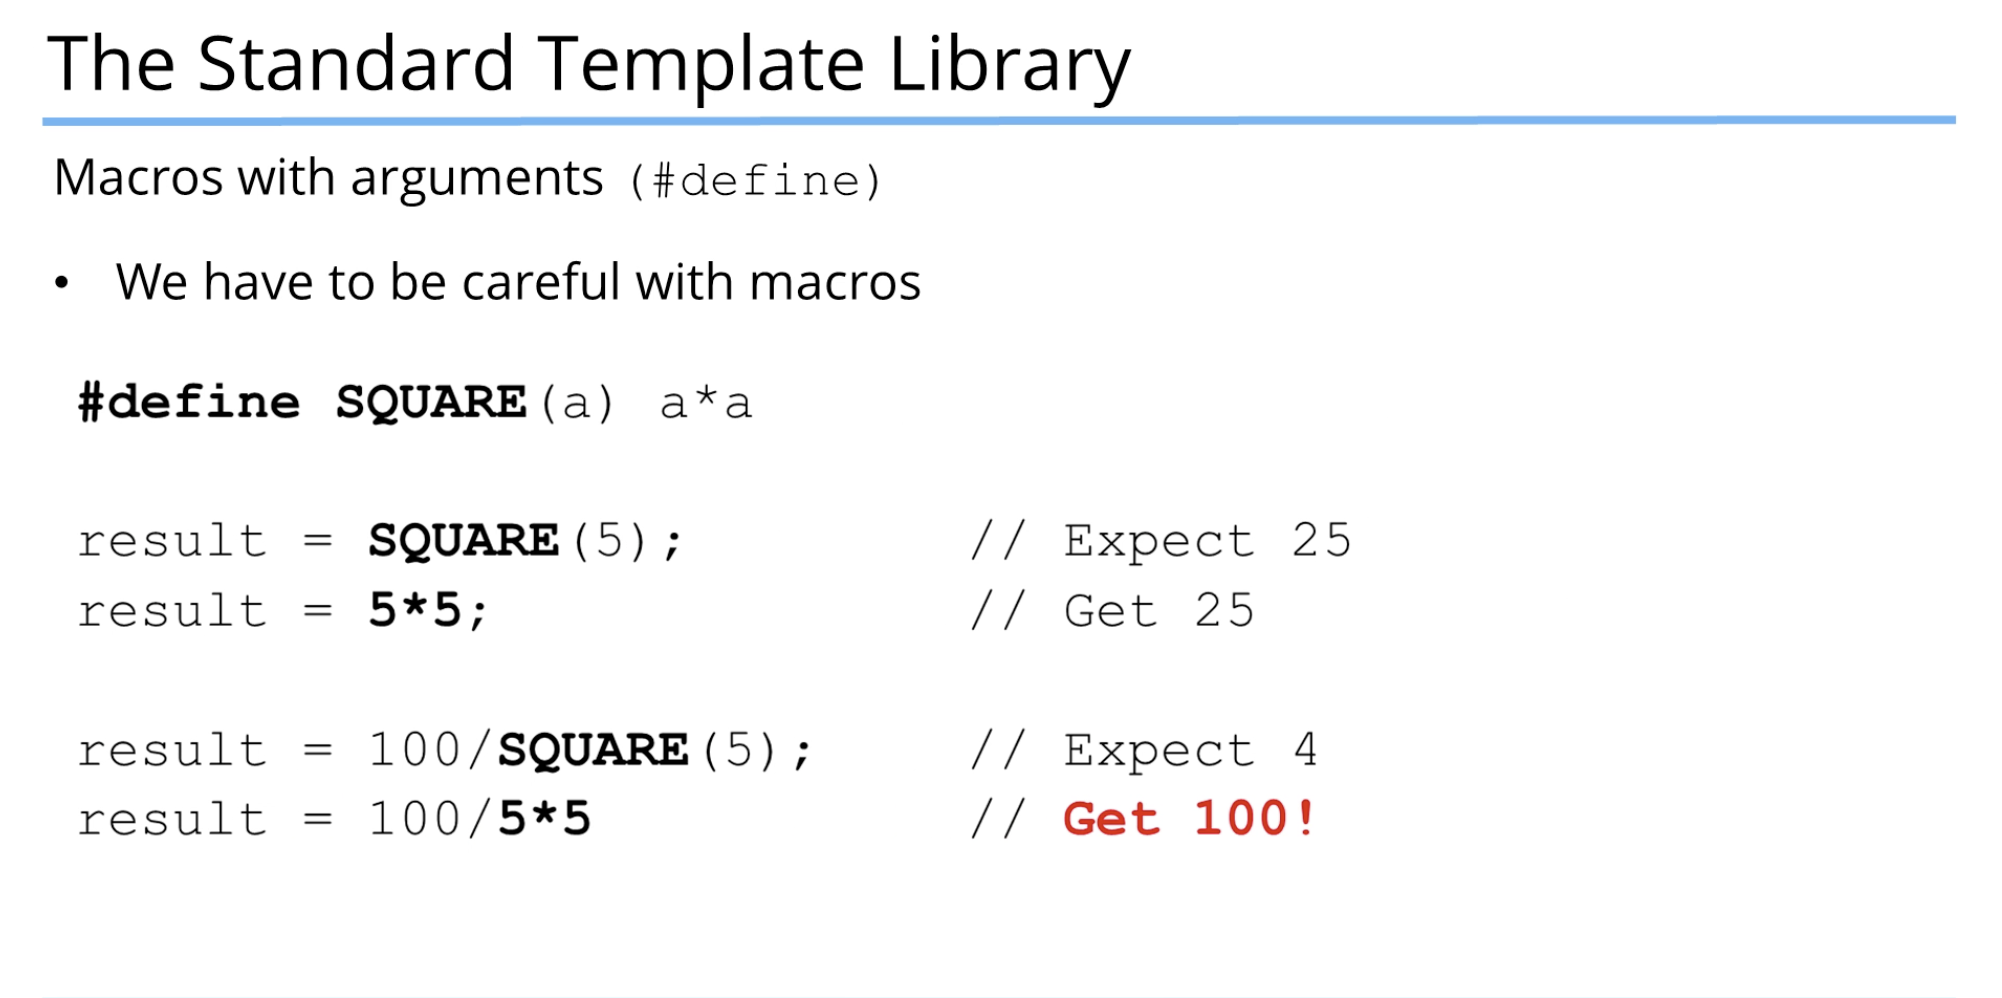 The Standard Template Library
Macros with arguments (#define)
• We have to be careful with macros
#define SQUARE(a) a*a
result = SQUARE(5); // Expect 25
result = 5*5; // Get 25
result = 100/SQUARE(5); // Expect 4
result = 100/5*5 // Get 100!